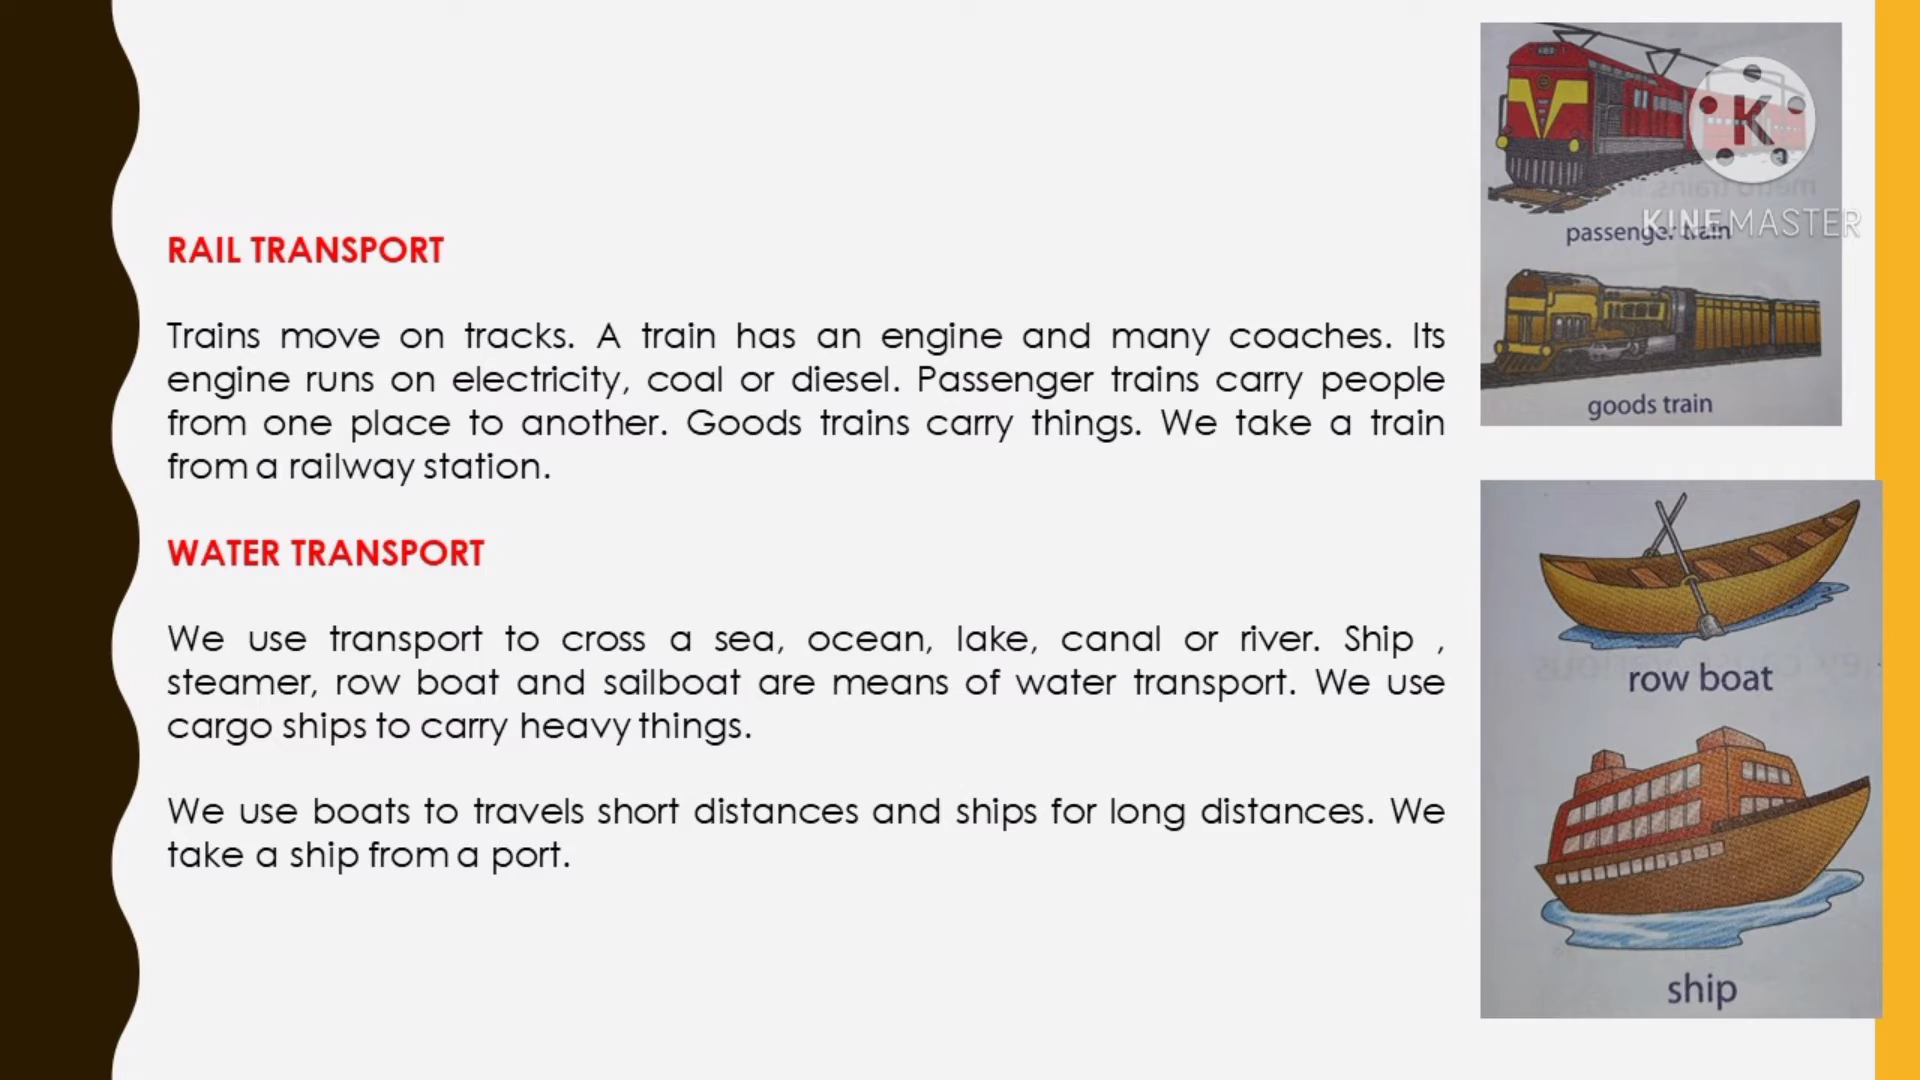 RAIL TRANSPORT
Trains move on tracks. A train has an engine and many coaches. Its
engine runs on electricity, coal or diesel. Passenger trains carry people
from one place to another. Goods trains carry things. We take a train
from a railway station.
WATER TRANSPORT
We use transport to cross a sea, ocean, lake, canal or river. Ship ,
steamer, row boat and sailboat are means of water transport. We use
cargo ships to carry heavy things.
We use boats to travels short distances and ships for long distances. We
take a ship from a port.
K
KINEMASTER
passenger train
goods train
row boat
ship